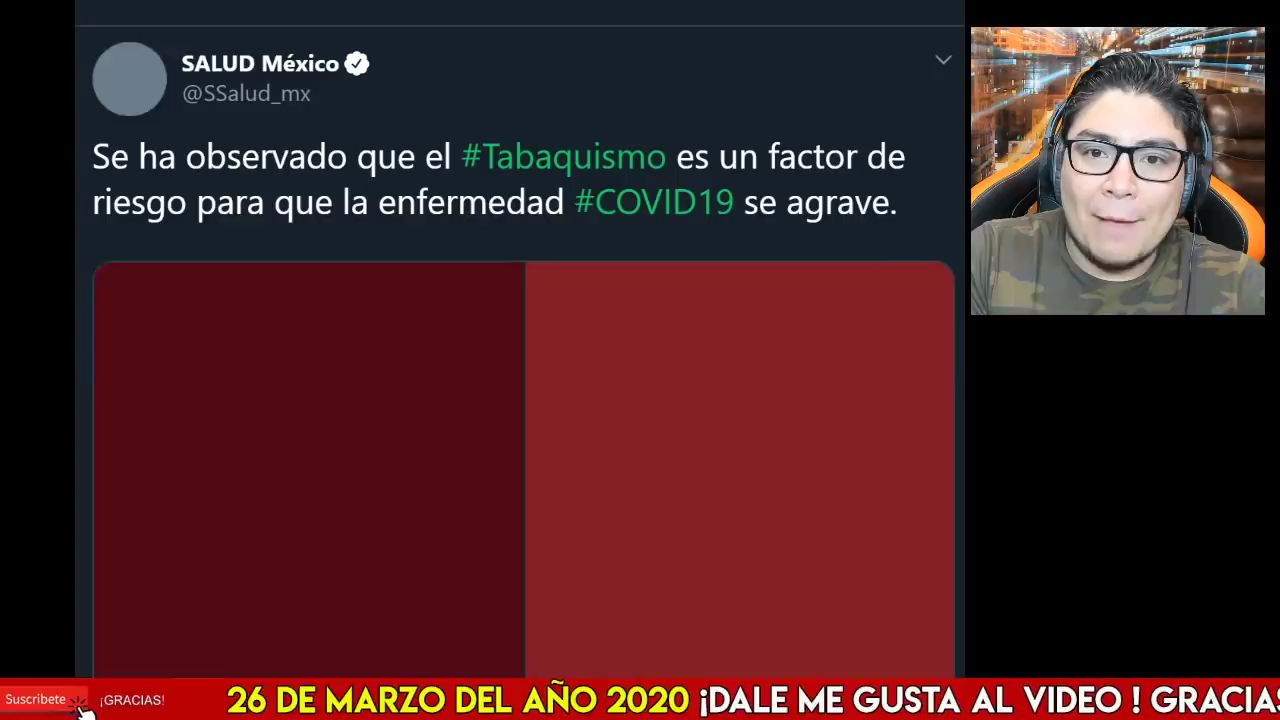 SALUD México
@SSalud_mx
Se ha observado que el #Tabaquismo es un factor de
riesgo para que la enfermedad #COVID19 se agrave.
Suscribete ¡GRACIAS! 26 DE MARZO DEL AÑO 2020 ¡DALE ME GUSTA AL VIDEO ! GRACIAS